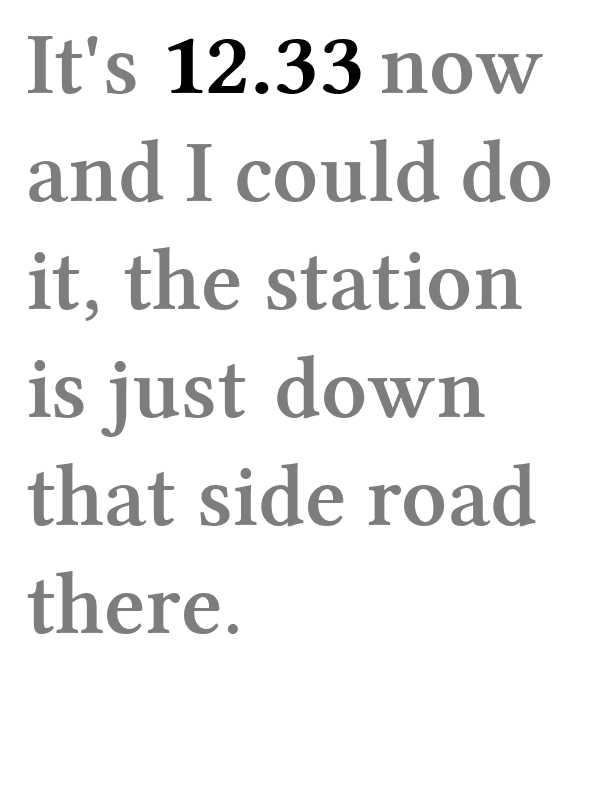 It's 12.33 now
and I could do
it, the station
is just down
that side road
there.